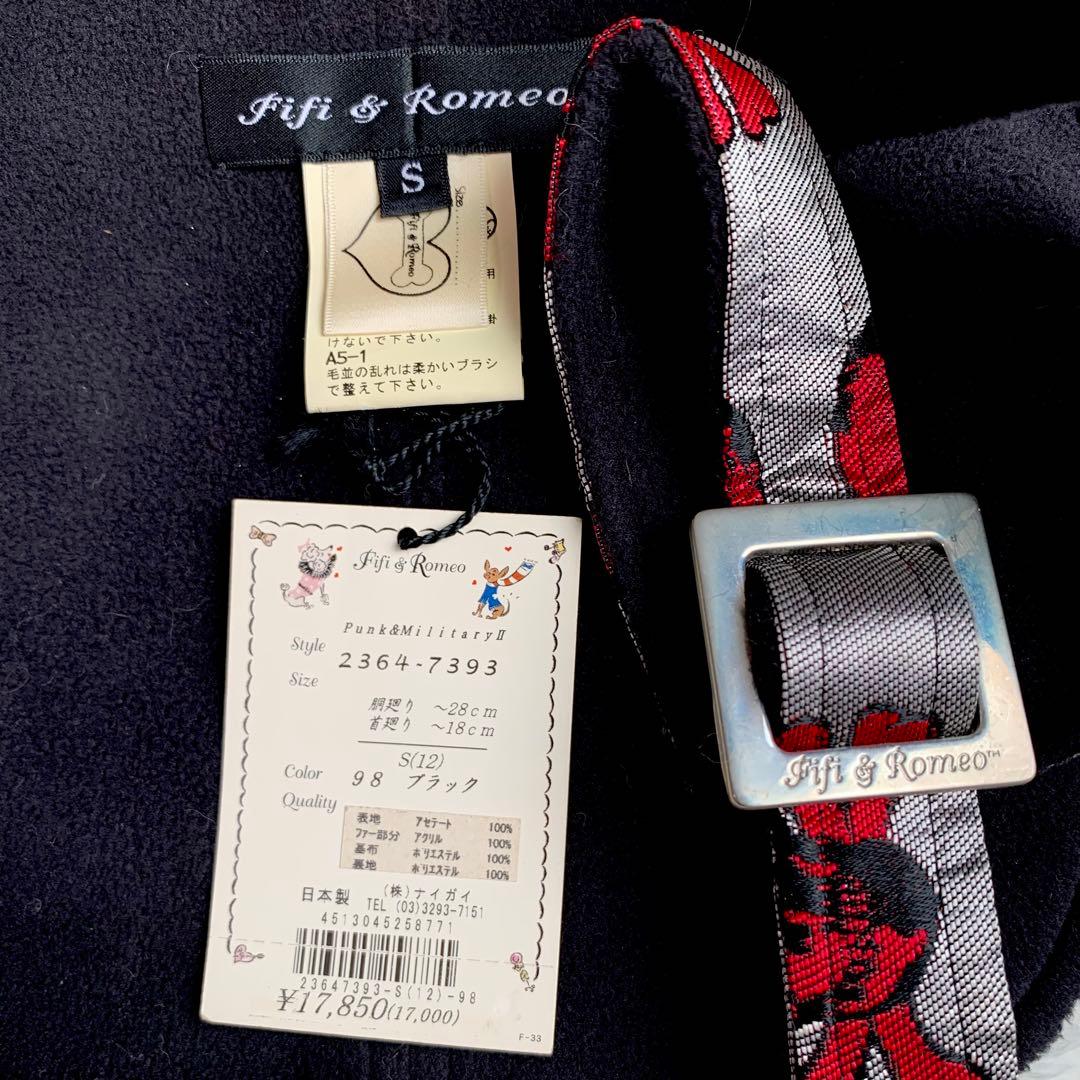 Fifi & Romeo
S
Size
Fifi & Romeo
用
掛
けないで下さい。
A5-1
毛並の乱れは柔かいブラシ
で整えて下さい。
Fifi & Romeo
Punk&MilitaryⅡ
Style
2364-7393
Size
胴廻り ～28cm
首廻り ～18cm
S(12)
Color 98 ブラック
Quality
表地 アセテート 100%
ファー部分 アクリル 100%
基布 ポリエステル 100%
裏地 ポリエステル 100%
日本製 (株)ナイガイ
TEL (03)3293-7151
4513045258771
23647393-S(12)-98
¥17,850(17,000)
F-33
Fifi & Romeo™